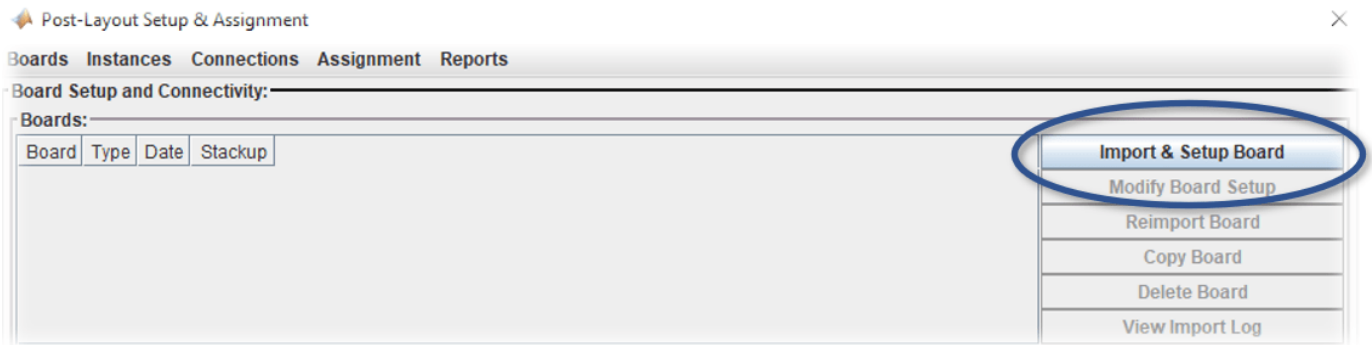 Post-Layout Setup & Assignment
Boards Instances Connections Assignment Reports
Board Setup and Connectivity:
Boards:
Board Type Date Stackup
Import & Setup Board
Modify Board Setup
Reimport Board
Copy Board
Delete Board
View Import Log